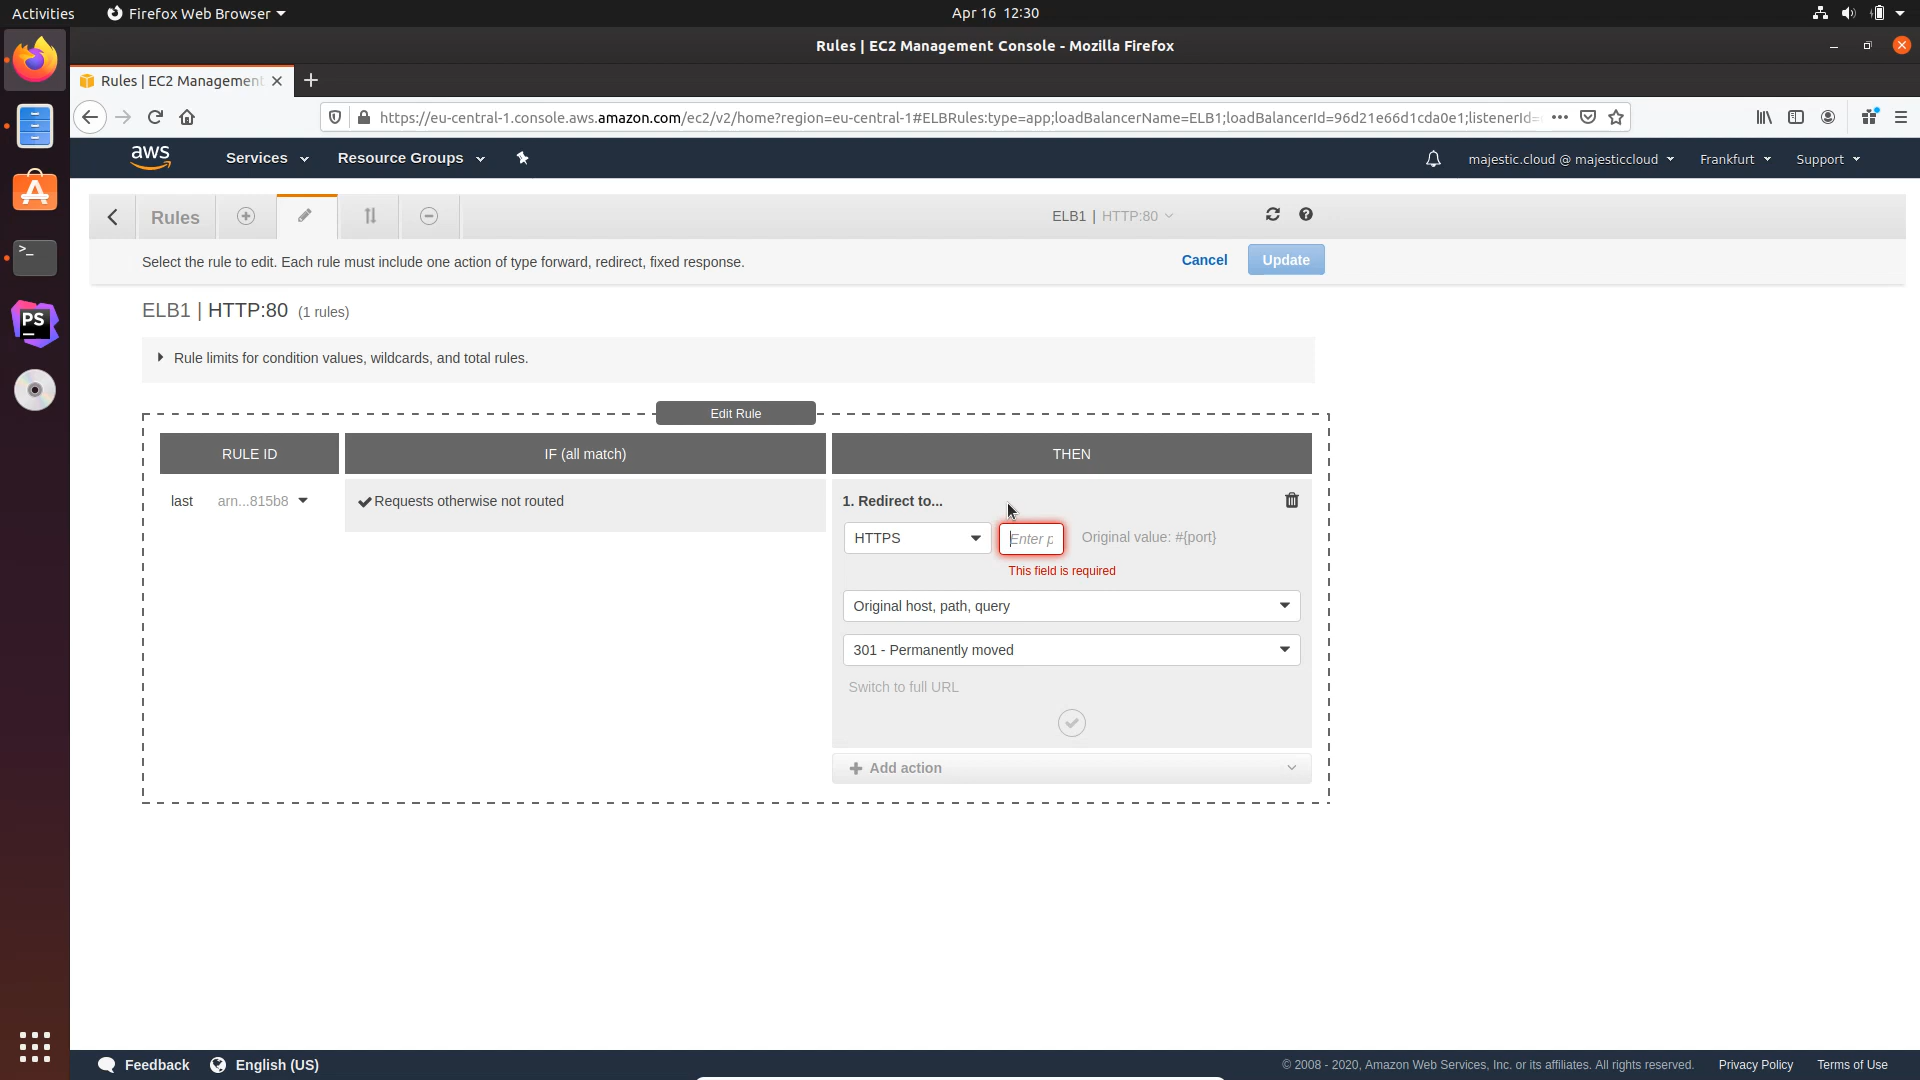 Activities
Firefox Web Browser
Apr 16 12:30
Rules | EC2 Management Console - Mozilla Firefox
Rules | EC2 Management
https://eu-central-1.console.aws.amazon.com/ec2/v2/home?region=eu-central-1#ELBRules:type=app;loadBalancerName=ELB1;loadBalancerId=96d21e66d1cda0e1;listenerId=
aws
Services
Resource Groups
majestic.cloud @ majesticcloud
Frankfurt
Support
Rules
ELB1 | HTTP:80
Select the rule to edit. Each rule must include one action of type forward, redirect, fixed response.
Cancel
Update
ELB1 | HTTP:80 (1 rules)
Rule limits for condition values, wildcards, and total rules.
Edit Rule
RULE ID
IF (all match)
THEN
last
arn...815b8
Requests otherwise not routed
1. Redirect to...
HTTPS
Enter p
Original value: #{port}
This field is required
Original host, path, query
301 - Permanently moved
Switch to full URL
Add action
PS
Feedback
English (US)
© 2008 - 2020, Amazon Web Services, Inc. or its affiliates. All rights reserved.
Privacy Policy
Terms of Use